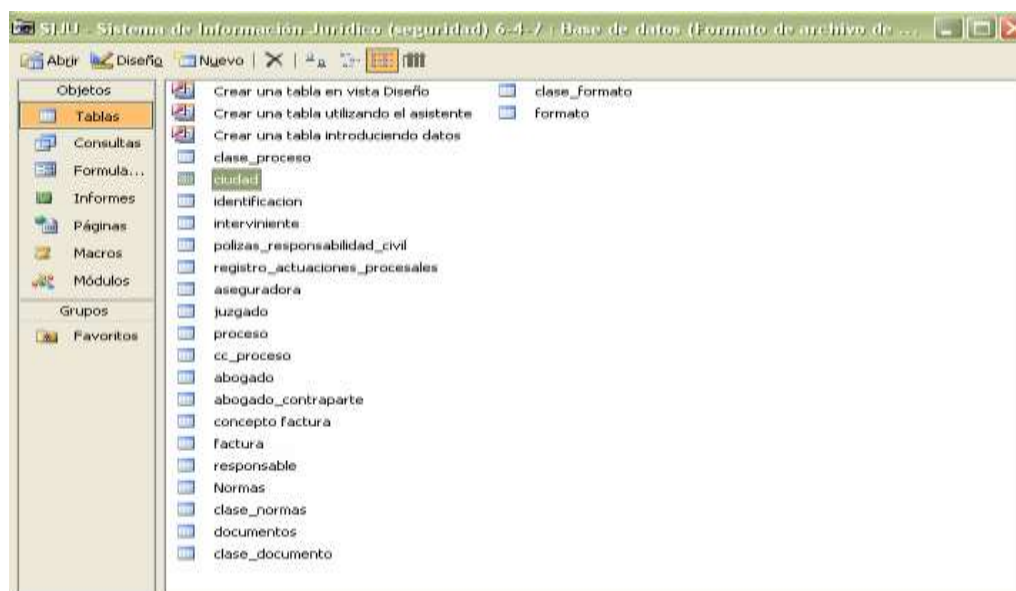 SIJU - Sistema de Información Jurídico (seguridad) 6-4-7 : Base de datos (Formato de archivo de ...
Abrir Diseño Nuevo
Objetos
Tablas
Consultas
Formula...
Informes
Páginas
Macros
Módulos
Grupos
Favoritos
Crear una tabla en vista Diseño
Crear una tabla utilizando el asistente
Crear una tabla introduciendo datos
clase_proceso
ciudad
identificacion
interviniente
polizas_responsabilidad_civil
registro_actuaciones_procesales
aseguradora
juzgado
proceso
cc_proceso
abogado
abogado_contraparte
concepto factura
factura
responsable
Normas
clase_normas
documentos
clase_documento
clase_formato
formato